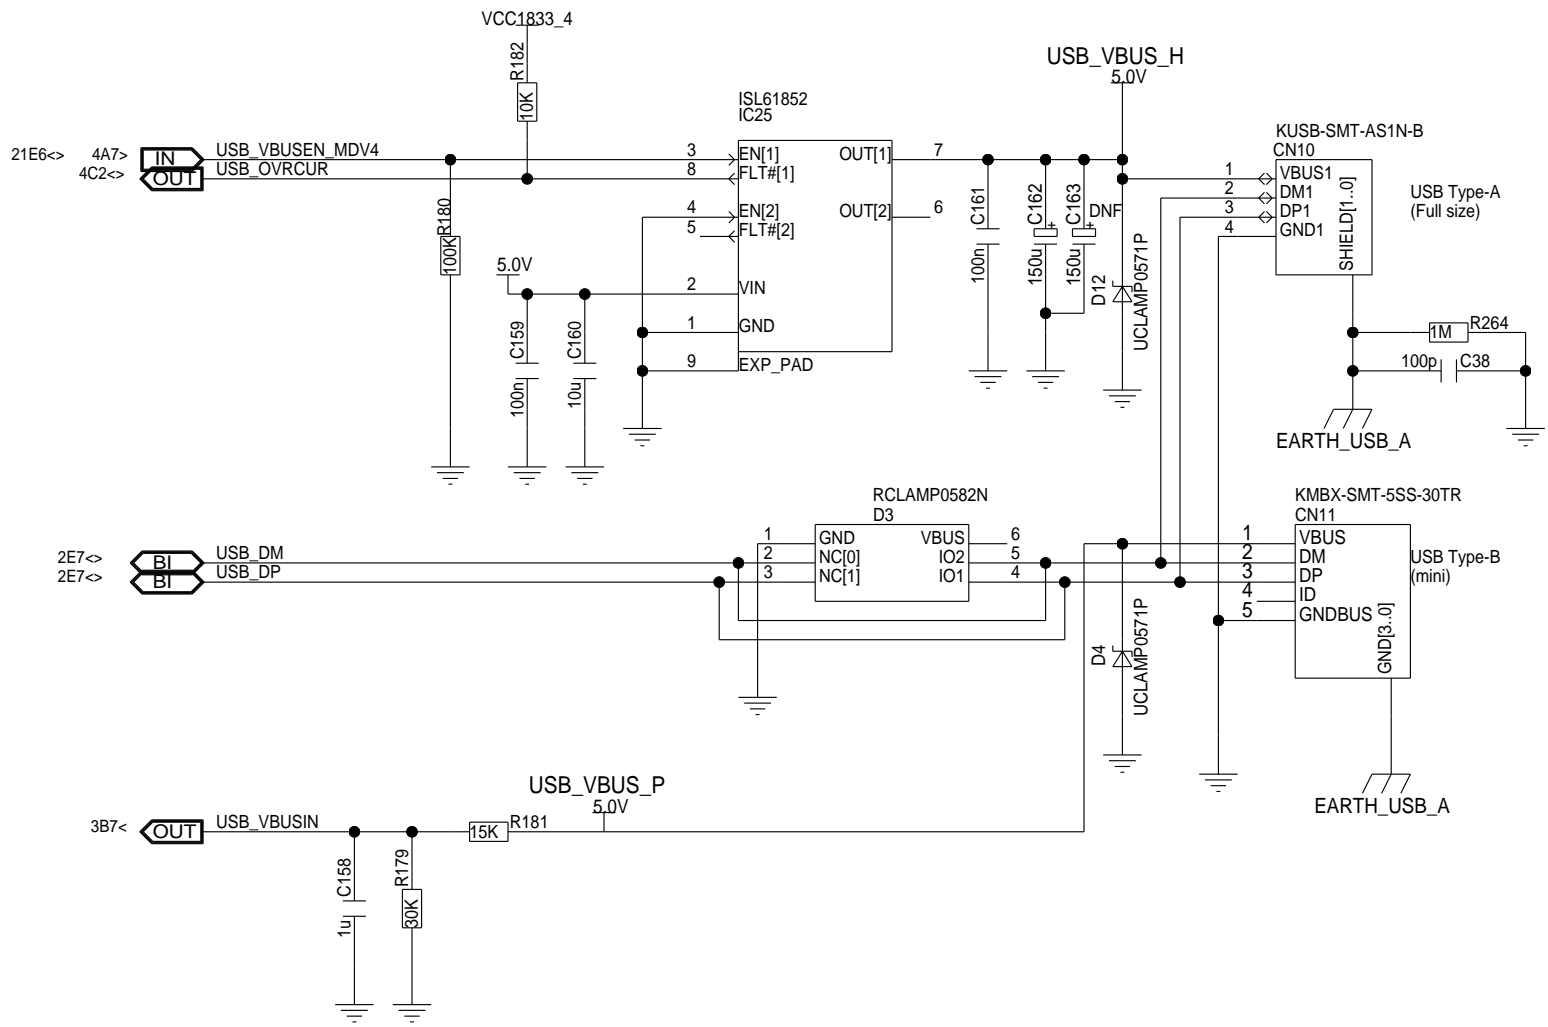 VCC1833_4
R182
10K
USB_VBUS_H
5.0V
ISL61852
IC25
KUSB-SMT-AS1N-B
CN10
21E6<> 4A7> IN USB_VBUSEN_MDV4
4C2<> OUT USB_OVRCUR
3 EN[1]
8 FLT#[1]
4 EN[2]
5 FLT#[2]
2 VIN
1 GND
9 EXP_PAD
OUT[1] 7
OUT[2] 6
R180
100K
5.0V
C159
100n
C160
10u
C161
100n
C162
150u
C163
150u
DNF
D12
UCLAMP0571P
1 VBUS1
2 DM1
3 DP1
4 GND1
SHIELD[1..0]
USB Type-A
(Full size)
1M R264
100p C38
EARTH_USB_A
RCLAMP0582N
D3
KMBX-SMT-5SS-30TR
CN11
2E7<> BI USB_DM
2E7<> BI USB_DP
1 GND
2 NC[0]
3 NC[1]
VBUS 6
IO2 5
IO1 4
1 VBUS
2 DM
3 DP
4 ID
5 GNDBUS
GND[3..0]
USB Type-B
(mini)
D4
UCLAMP0571P
EARTH_USB_A
USB_VBUS_P
5.0V
3B7< OUT USB_VBUSIN
15K R181
C158
1u
R179
30K